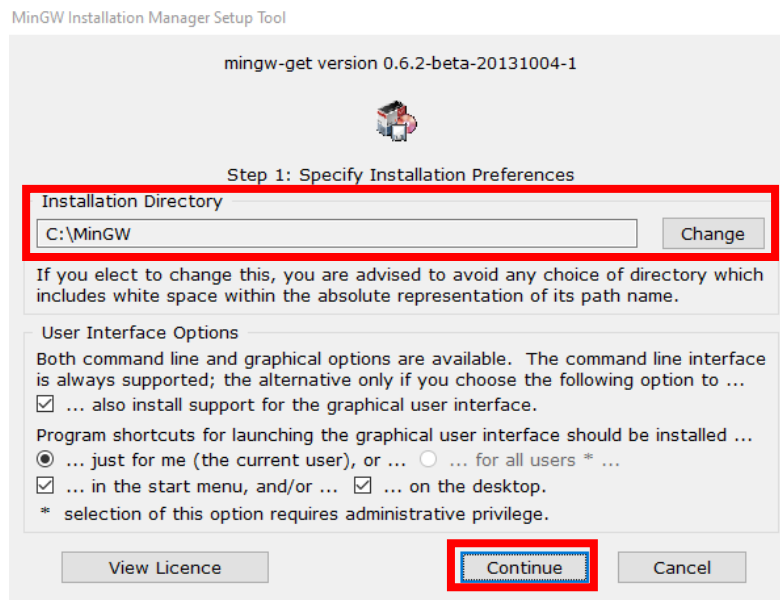 MinGW Installation Manager Setup Tool
mingw-get version 0.6.2-beta-20131004-1
Step 1: Specify Installation Preferences
Installation Directory
C:\MinGW Change
If you elect to change this, you are advised to avoid any choice of directory which
includes white space within the absolute representation of its path name.
User Interface Options
Both command line and graphical options are available. The command line interface
is always supported; the alternative only if you choose the following option to ...
... also install support for the graphical user interface.
Program shortcuts for launching the graphical user interface should be installed ...
... just for me (the current user), or ... ... for all users * ...
... in the start menu, and/or ... ... on the desktop.
* selection of this option requires administrative privilege.
View Licence Continue Cancel